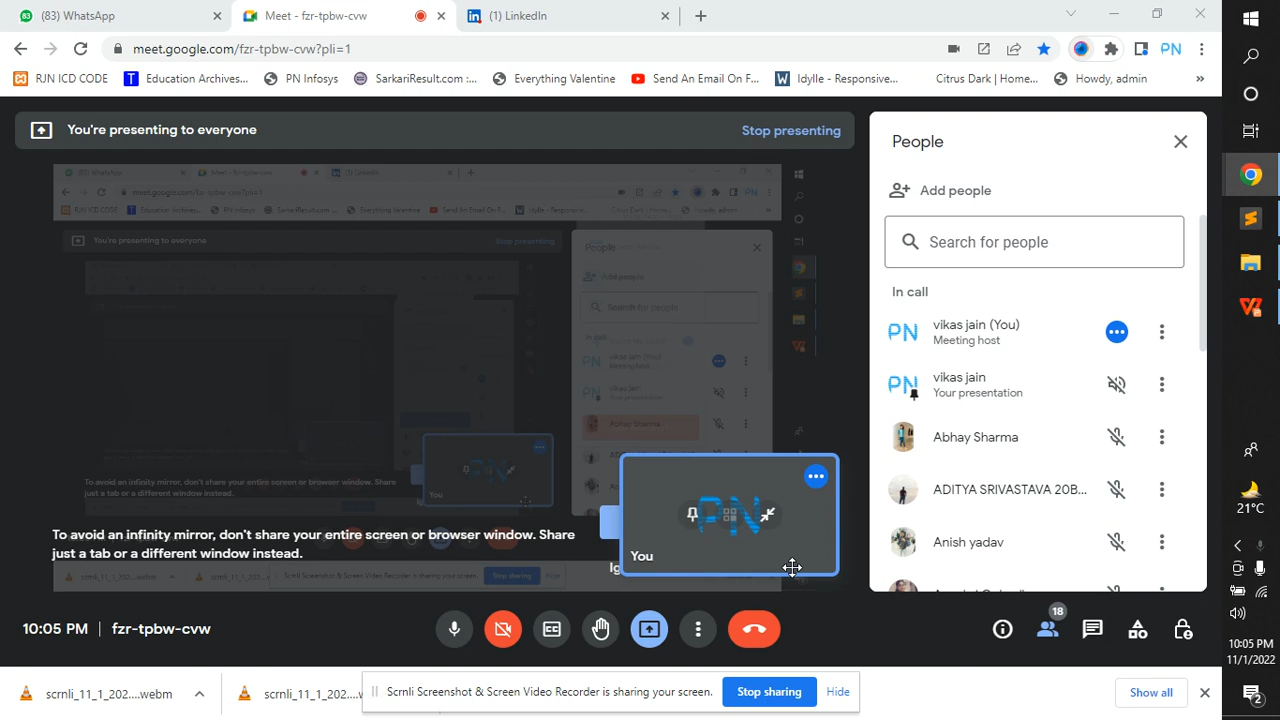 (83) WhatsApp
Meet - fzr-tpbw-cvw
(1) LinkedIn
meet.google.com/fzr-tpbw-cvw?pli=1
PN
RJN ICD CODE
Education Archives...
PN Infosys
SarkariResult.com :...
Everything Valentine
Send An Email On F...
Idylle - Responsive...
Citrus Dark | Home...
Howdy, admin
»
You're presenting to everyone
Stop presenting
People
Add people
Search for people
In call
vikas jain (You)
Meeting host
vikas jain
Your presentation
Abhay Sharma
ADITYA SRIVASTAVA 20B...
Anish yadav
To avoid an infinity mirror, don't share your entire screen or browser window. Share
just a tab or a different window instead.
PN
You
Ig
10:05 PM | fzr-tpbw-cvw
18
scrnli_11_1_202....webm
scrnli_11_1_202....
Scrnli Screenshot & Screen Video Recorder is sharing your screen.
Stop sharing
Hide
Show all
21°C
10:05 PM
11/1/2022
2